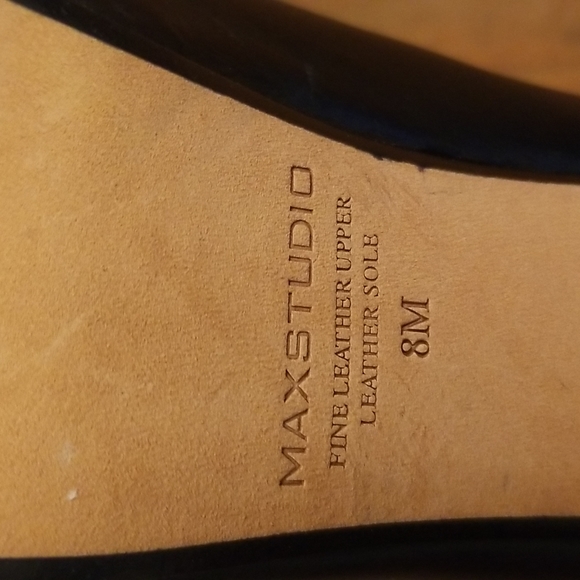 MAXSTUDIO
FINE LEATHER UPPER
LEATHER SOLE
8M